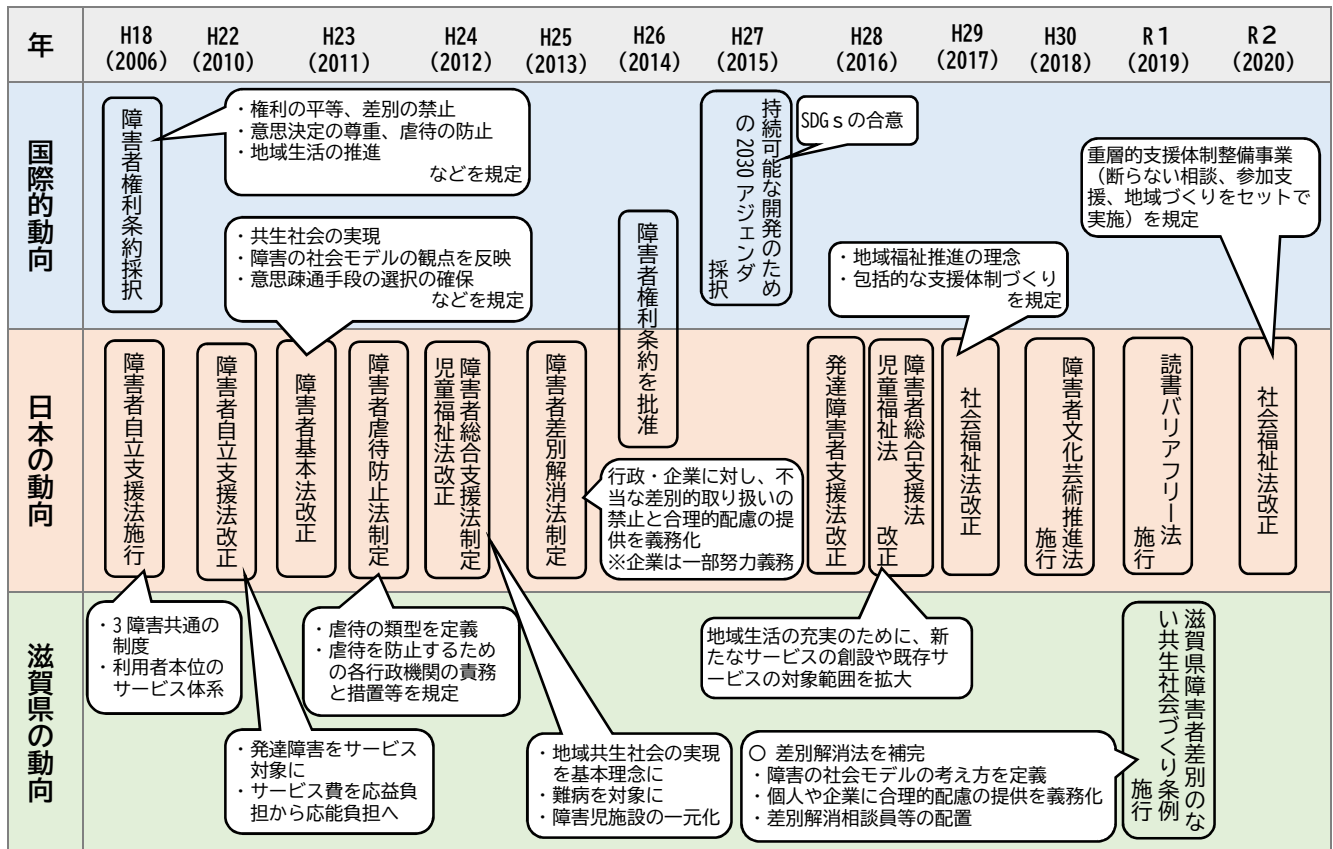 年
H18
(2006)
H22
(2010)
H23
(2011)
H24
(2012)
H25
(2013)
H26
(2014)
H27
(2015)
H28
(2016)
H29
(2017)
H30
(2018)
R1
(2019)
R2
(2020)
国際的動向
障害者権利条約採択
・権利の平等、差別の禁止
・意思決定の尊重、虐待の防止
・地域生活の推進
などを規定
・共生社会の実現
・障害の社会モデルの観点を反映
・意思疎通手段の選択の確保
などを規定
障害者権利条約を批准
持続可能な開発のため
の2030アジェンダ
採択
SDGsの合意
・地域福祉推進の理念
・包括的な支援体制づくり
を規定
重層的支援体制整備事業
(断らない相談、参加支
援、地域づくりをセットで
実施)を規定
日本の動向
障害者自立支援法施行
障害者自立支援法改正
障害者基本法改正
障害者虐待防止法制定
障害者総合支援法制定
児童福祉法改正
障害者差別解消法制定
行政・企業に対し、不
当な差別的取り扱いの
禁止と合理的配慮の提
供を義務化
※企業は一部努力義務
発達障害者支援法改正
障害者総合支援法
児童福祉法 改正
社会福祉法改正
障害者文化芸術推進法
施行
読書バリアフリー法
施行
社会福祉法改正
滋賀県の動向
・3障害共通の
制度
・利用者本位の
サービス体系
・発達障害をサービス
対象に
・サービス費を応益負
担から応能負担へ
・虐待の類型を定義
・虐待を防止するため
の各行政機関の責務
と措置等を規定
・地域共生社会の実現
を基本理念に
・難病を対象に
・障害児施設の一元化
地域生活の充実のために、新
たなサービスの創設や既存サ
ービスの対象範囲を拡大
○ 差別解消法を補完
・障害の社会モデルの考え方を定義
・個人や企業に合理的配慮の提供を義務化
・差別解消相談員等の配置
滋賀県障害者差別のな
い共生社会づくり条例
施行